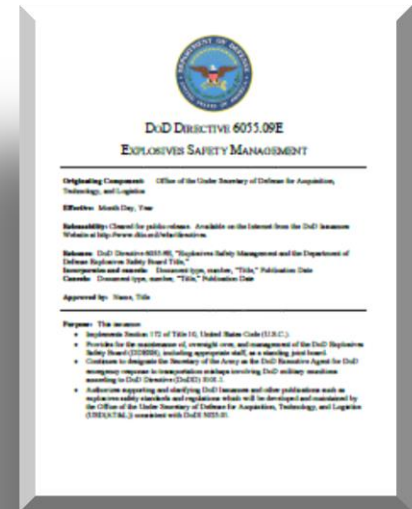 DEPARTMENT OF DEFENSE
UNITED STATES OF AMERICA
DOD DIRECTIVE 6055.09E
EXPLOSIVES SAFETY MANAGEMENT
Originating Component: Office of the Under Secretary of Defense for Acquisition,
Technology, and Logistics
Effective: Month Day, Year
Releasability: Cleared for public release. Available on the Internet from the DoD Issuances
Website at http://www.dtic.mil/whs/directives.
Reissues: DoD Directive 6055.9E, "Explosives Safety Management and the Department of
Defense Explosives Safety Board Title,"
Incorporates and cancels: Document type, number, "Title," Publication Date
Cancels: Document type, number, "Title," Publication Date
Approved by: Name, Title
Purpose: This issuance:
• Implements Section 172 of Title 10, United States Code (U.S.C.).
• Provides for the maintenance of, oversight over, and management of the DoD Explosives
Safety Board (DDESB), including appropriate staff, as a standing joint board.
• Continues to designate the Secretary of the Army as the DoD Executive Agent for DoD
emergency response to transportation mishaps involving DoD military munitions
according to DoD Directive (DoDD) 5101.1.
• Authorizes supporting and clarifying DoD Issuances and other publications such as
explosives safety standards and regulations which will be developed and maintained by
the Office of the Under Secretary of Defense for Acquisition, Technology, and Logistics
(USD(AT&L)) consistent with DoDI 5025.01.